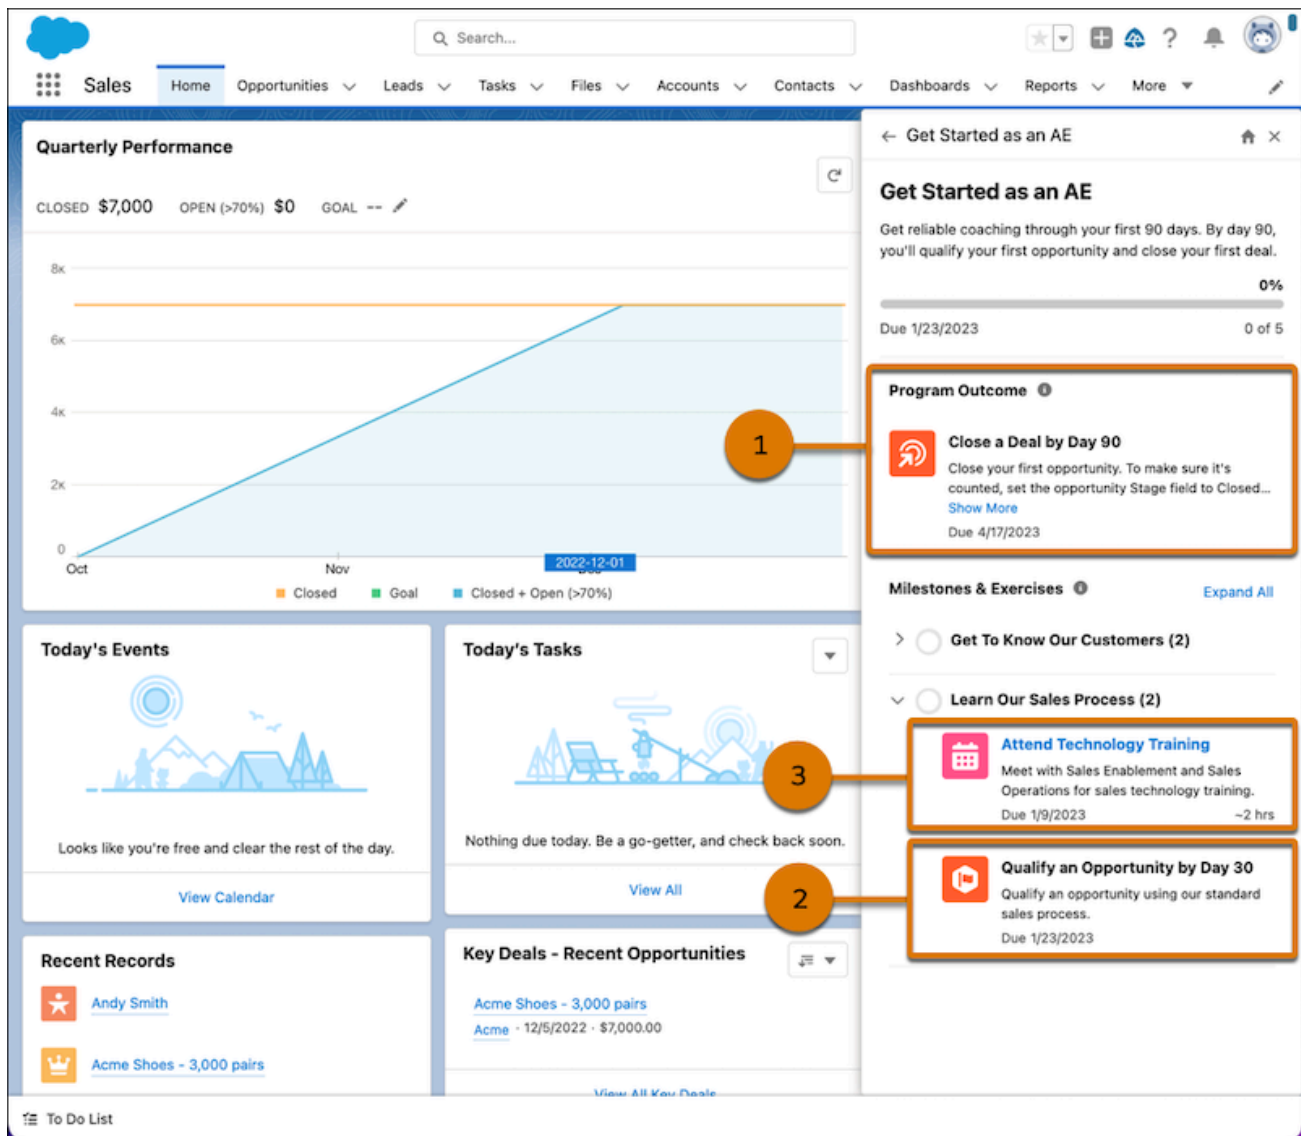 Search...
Sales
Home
Opportunities
Leads
Tasks
Files
Accounts
Contacts
Dashboards
Reports
More
Quarterly Performance
CLOSED $7,000 OPEN (>70%) $0 GOAL --
8K
6K
4K
2K
0
Oct
Nov
2022-12-01
Closed
Goal
Closed + Open (>70%)
Today's Events
Looks like you're free and clear the rest of the day.
View Calendar
Today's Tasks
Nothing due today. Be a go-getter, and check back soon.
View All
Recent Records
Andy Smith
Acme Shoes - 3,000 pairs
Key Deals - Recent Opportunities
Acme Shoes - 3,000 pairs
Acme · 12/5/2022 · $7,000.00
View All Key Deals
To Do List
Get Started as an AE
Get Started as an AE
Get reliable coaching through your first 90 days. By day 90,
you'll qualify your first opportunity and close your first deal.
0%
Due 1/23/2023 0 of 5
1
Program Outcome
Close a Deal by Day 90
Close your first opportunity. To make sure it's
counted, set the opportunity Stage field to Closed...
Show More
Due 4/17/2023
Milestones & Exercises
Expand All
Get To Know Our Customers (2)
Learn Our Sales Process (2)
3
Attend Technology Training
Meet with Sales Enablement and Sales
Operations for sales technology training.
Due 1/9/2023 ~2 hrs
2
Qualify an Opportunity by Day 30
Qualify an opportunity using our standard
sales process.
Due 1/23/2023